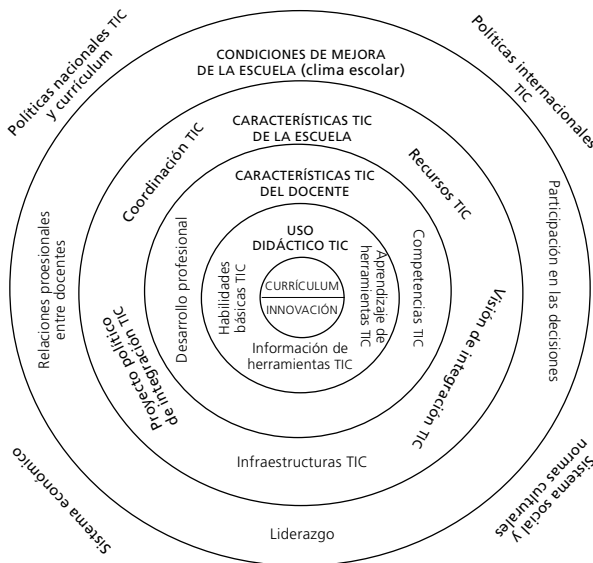 Políticas nacionales TIC
y currículum
Políticas internacionales
TIC
CONDICIONES DE MEJORA
DE LA ESCUELA (clima escolar)
CARACTERÍSTICAS TIC
DE LA ESCUELA
Coordinación TIC
Recursos TIC
CARACTERÍSTICAS TIC
DEL DOCENTE
USO
DIDÁCTICO TIC
Relaciones proesionales
entre docentes
Desarrollo profesional
Habilidades
básicas TIC
CURRÍCULUM
INNOVACIÓN
Aprendizaje de
herramientas TIC
Competencias TIC
Participación en las decisiones
Información de
herramientas TIC
Proyecto político
de integración TIC
Visión de integración TIC
Infraestructuras TIC
Liderazgo
Sistema económico
Sistema social y
normas culturales